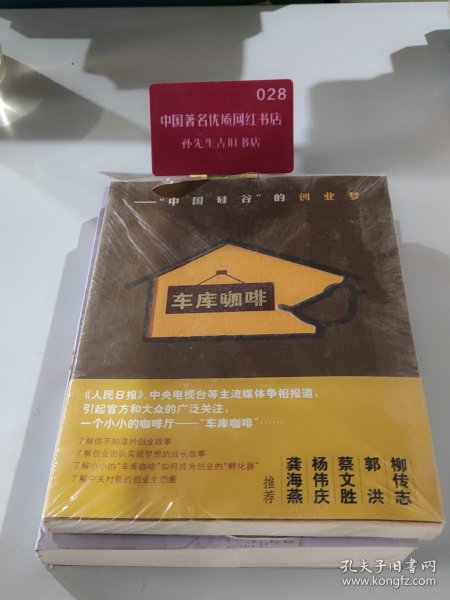 028
中国著名优质网红书店
孙先生古旧书店
——“中国硅谷”的创业梦
车库咖啡
《人民日报》、中央电视台等主流媒体争相报道；
引起官方和大众的广泛关注；
一个小小的咖啡厅——“车库咖啡”……
了解你不知道的创业故事
了解创业团队实现梦想的成长故事
了解小小的“车库咖啡”如何成为创业的“孵化器”
了解中关村新的创业生态圈
柳传志
郭洪
蔡文胜
杨伟庆
龚海燕
推荐
孔夫子旧书网
www.kongfz.com